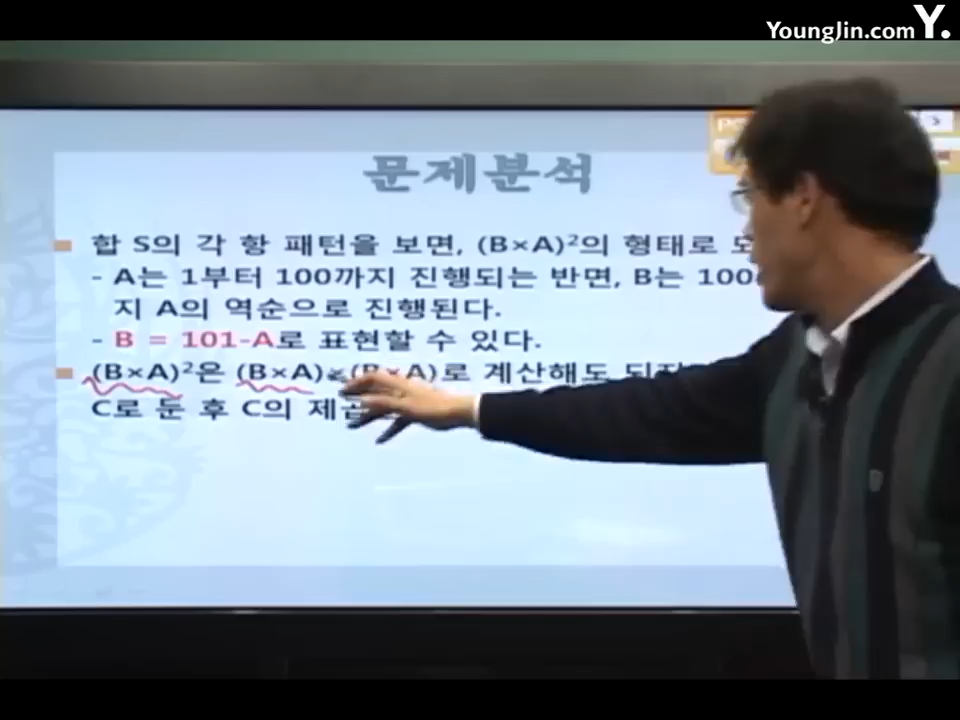 YoungJin.com Y.
문제분석
합 S의 각 항 패턴을 보면, (B×A)²의 형태로
- A는 1부터 100까지 진행되는 반면, B는 100
지 A의 역순으로 진행된다.
- B = 101-A로 표현할 수 있다.
(B×A)²은 (B×A)×(B×A)로 계산해도
C로 둔 후 C의